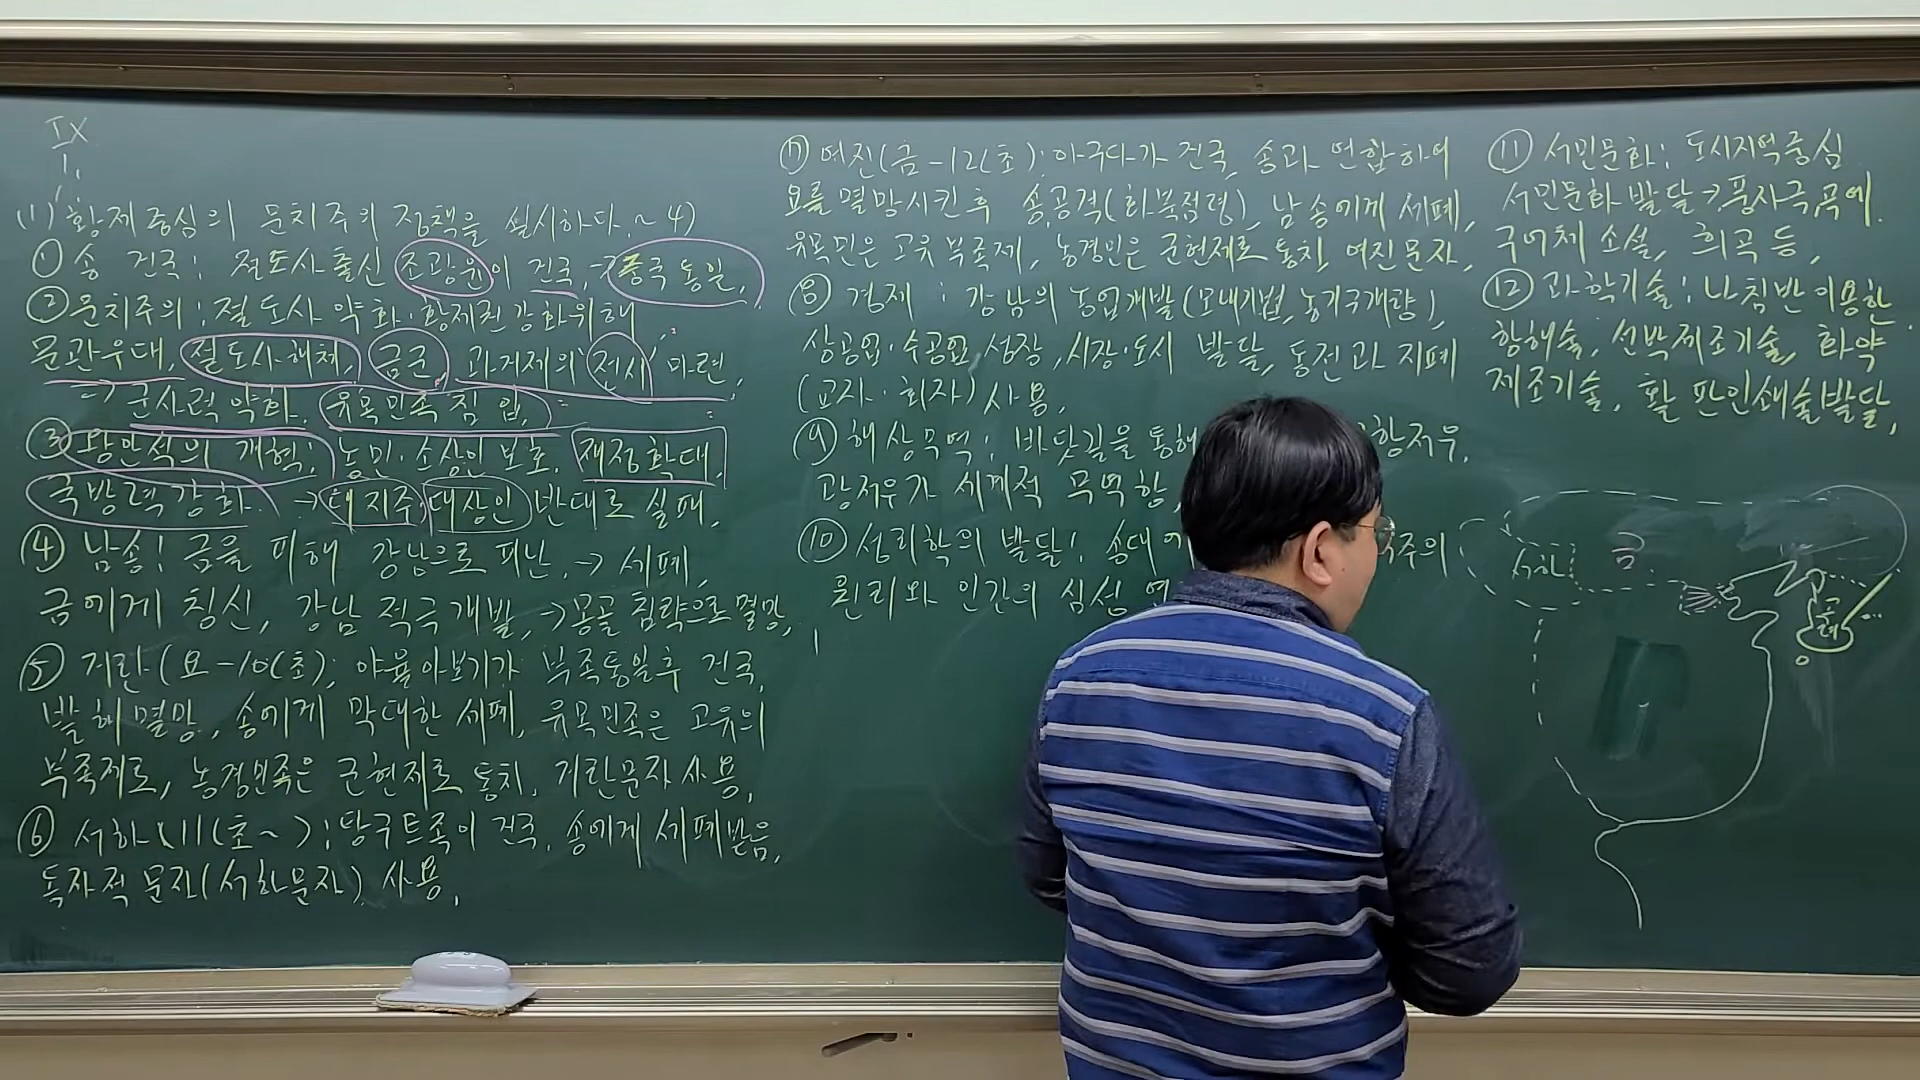 IX
1.
(1) 황제중심의 문치주의 정책을 실시하다.~4)
① 송 건국: 절도사출신 조광윤이 건국,→중국통일,
② 문치주의: 절도사 약화·황제권강화위해
문관우대, 절도사해체, 금군, 과거제의 전시 마련,
→ 군사력 약화, 유목민족 침입,
③ 왕안석의 개혁: 농민·소상인 보호, 재정확대,
국방력강화 → 대지주, 대상인 반대로 실패,
④ 남송: 금을 피해 강남으로 피난,→세폐,
금에게 칭신, 강남 적극개발,→몽골 침략으로멸망,
⑤ 거란(요-10C초): 야율아보기가 부족통일후 건국,
발해멸망, 송에게 막대한 세폐, 유목민족은 고유의
부족제로, 농경민족은 군현제로 통치, 거란문자사용,
⑥ 서하(11C초~): 탕구트족이 건국, 송에게 세폐받음,
독자적 문자(서하문자) 사용,
⑦ 여진(금-12C초): 아구다가 건국, 송과 연합하여
요를멸망시킨후 송공격(화북점령), 남송에게 세폐,
유목민은 고유 부족제, 농경민은 군현제로 통치, 여진문자,
⑧ 경제: 강남의 농업개발(모내기법,농기구개량),
상공업·수공업 성장, 시장·도시 발달, 동전과 지폐
(교자·회자) 사용,
⑨ 해상무역: 바닷길을 통해 항저우,
광저우가 세계적 무역항,
⑩ 성리학의 발달: 송대에 주의
원리와 인간의 심성
⑪ 서민문화: 도시지역중심
서민문화 발달→풍자극,곡예,
구어체 소설, 희곡 등,
⑫ 과학기술: 나침반이용한
항해술, 선박제조기술, 화약
제조기술, 활판인쇄술발달,
서하
금
고려